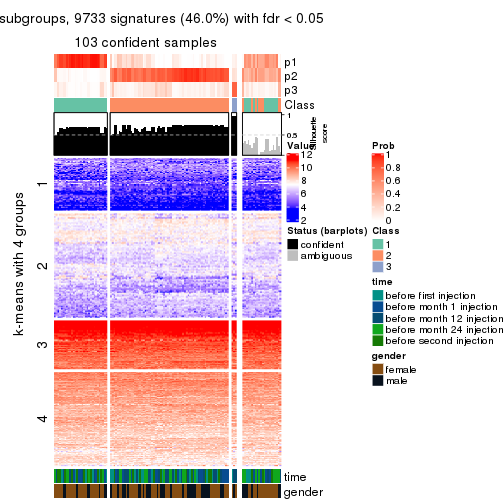 subgroups, 9733 signatures (46.0%) with fdr < 0.05
103 confident samples
p1
p2
p3
Class
1
0.5
0
Silhouette
score
k-means with 4 groups
1
2
3
4
time
gender
Value
12
10
8
6
4
2
Prob
1
0.8
0.6
0.4
0.2
0
Status (barplots)
confident
ambiguous
Class
1
2
3
time
before first injection
before month 1 injection
before month 12 injection
before month 24 injection
before second injection
gender
female
male